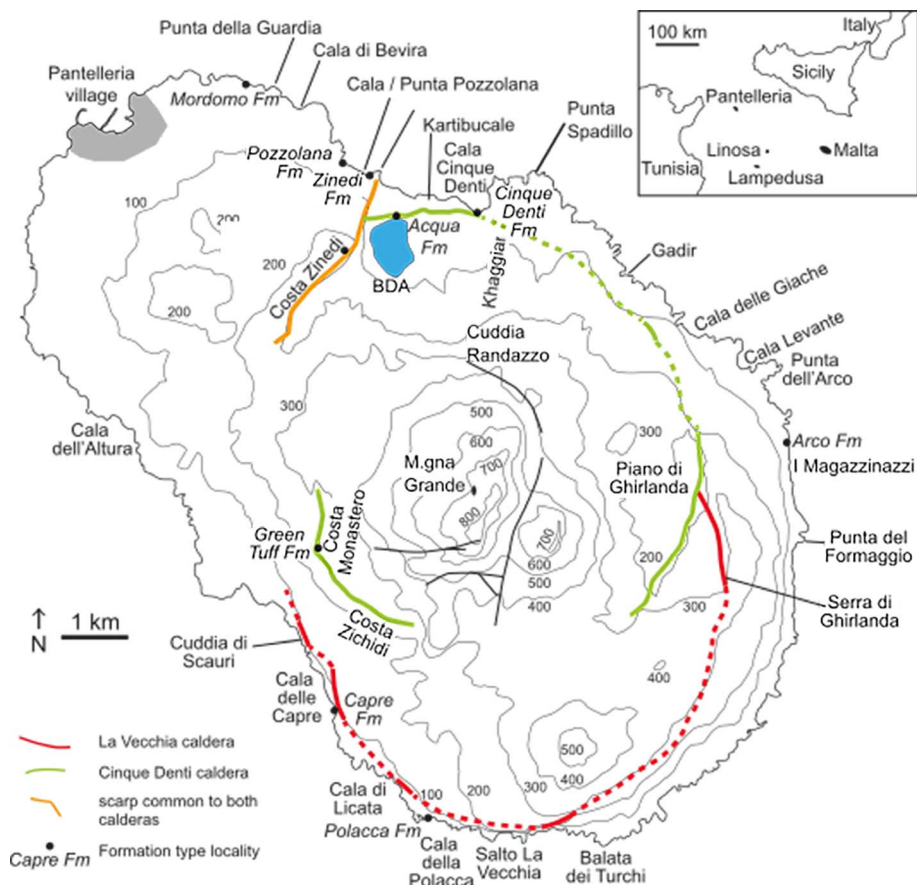 Punta della Guardia
Cala di Bevira
Pantelleria
village
Mordomo Fm
Cala / Punta Pozzolana
Kartibucale
Punta
Spadillo
Cala
Cinque
Denti
Pozzolana
Fm
Zinedi
Fm
Cinque
Denti
Fm
Acqua
Fm
BDA
Costa Zinedi
Khaggiar
Gadir
Cala delle Giache
Cala Levante
Punta
dell'Arco
100
200
200
200
200
Cuddia
Randazzo
300
500
600
700
800
M.gna
Grande
700
600
500
400
300
Piano di
Ghirlanda
200
300
Arco Fm
I Magazzinazzi
Punta del
Formaggio
Serra di
Ghirlanda
Cala
dell'Altura
Costa
Monastero
Green
Tuff Fm
Costa
Zichidi
N
1 km
Cuddia di
Scauri
Cala
delle
Capre
Capre
Fm
400
500
400
300
200
100
Cala di
Licata
Polacca Fm
Cala
della
Polacca
Salto La
Vecchia
Balata
dei Turchi
La Vecchia caldera
Cinque Denti caldera
scarp common to both
calderas
Capre Fm
Formation type locality
100 km
Italy
Sicily
Pantelleria
Tunisia
Linosa
Malta
Lampedusa